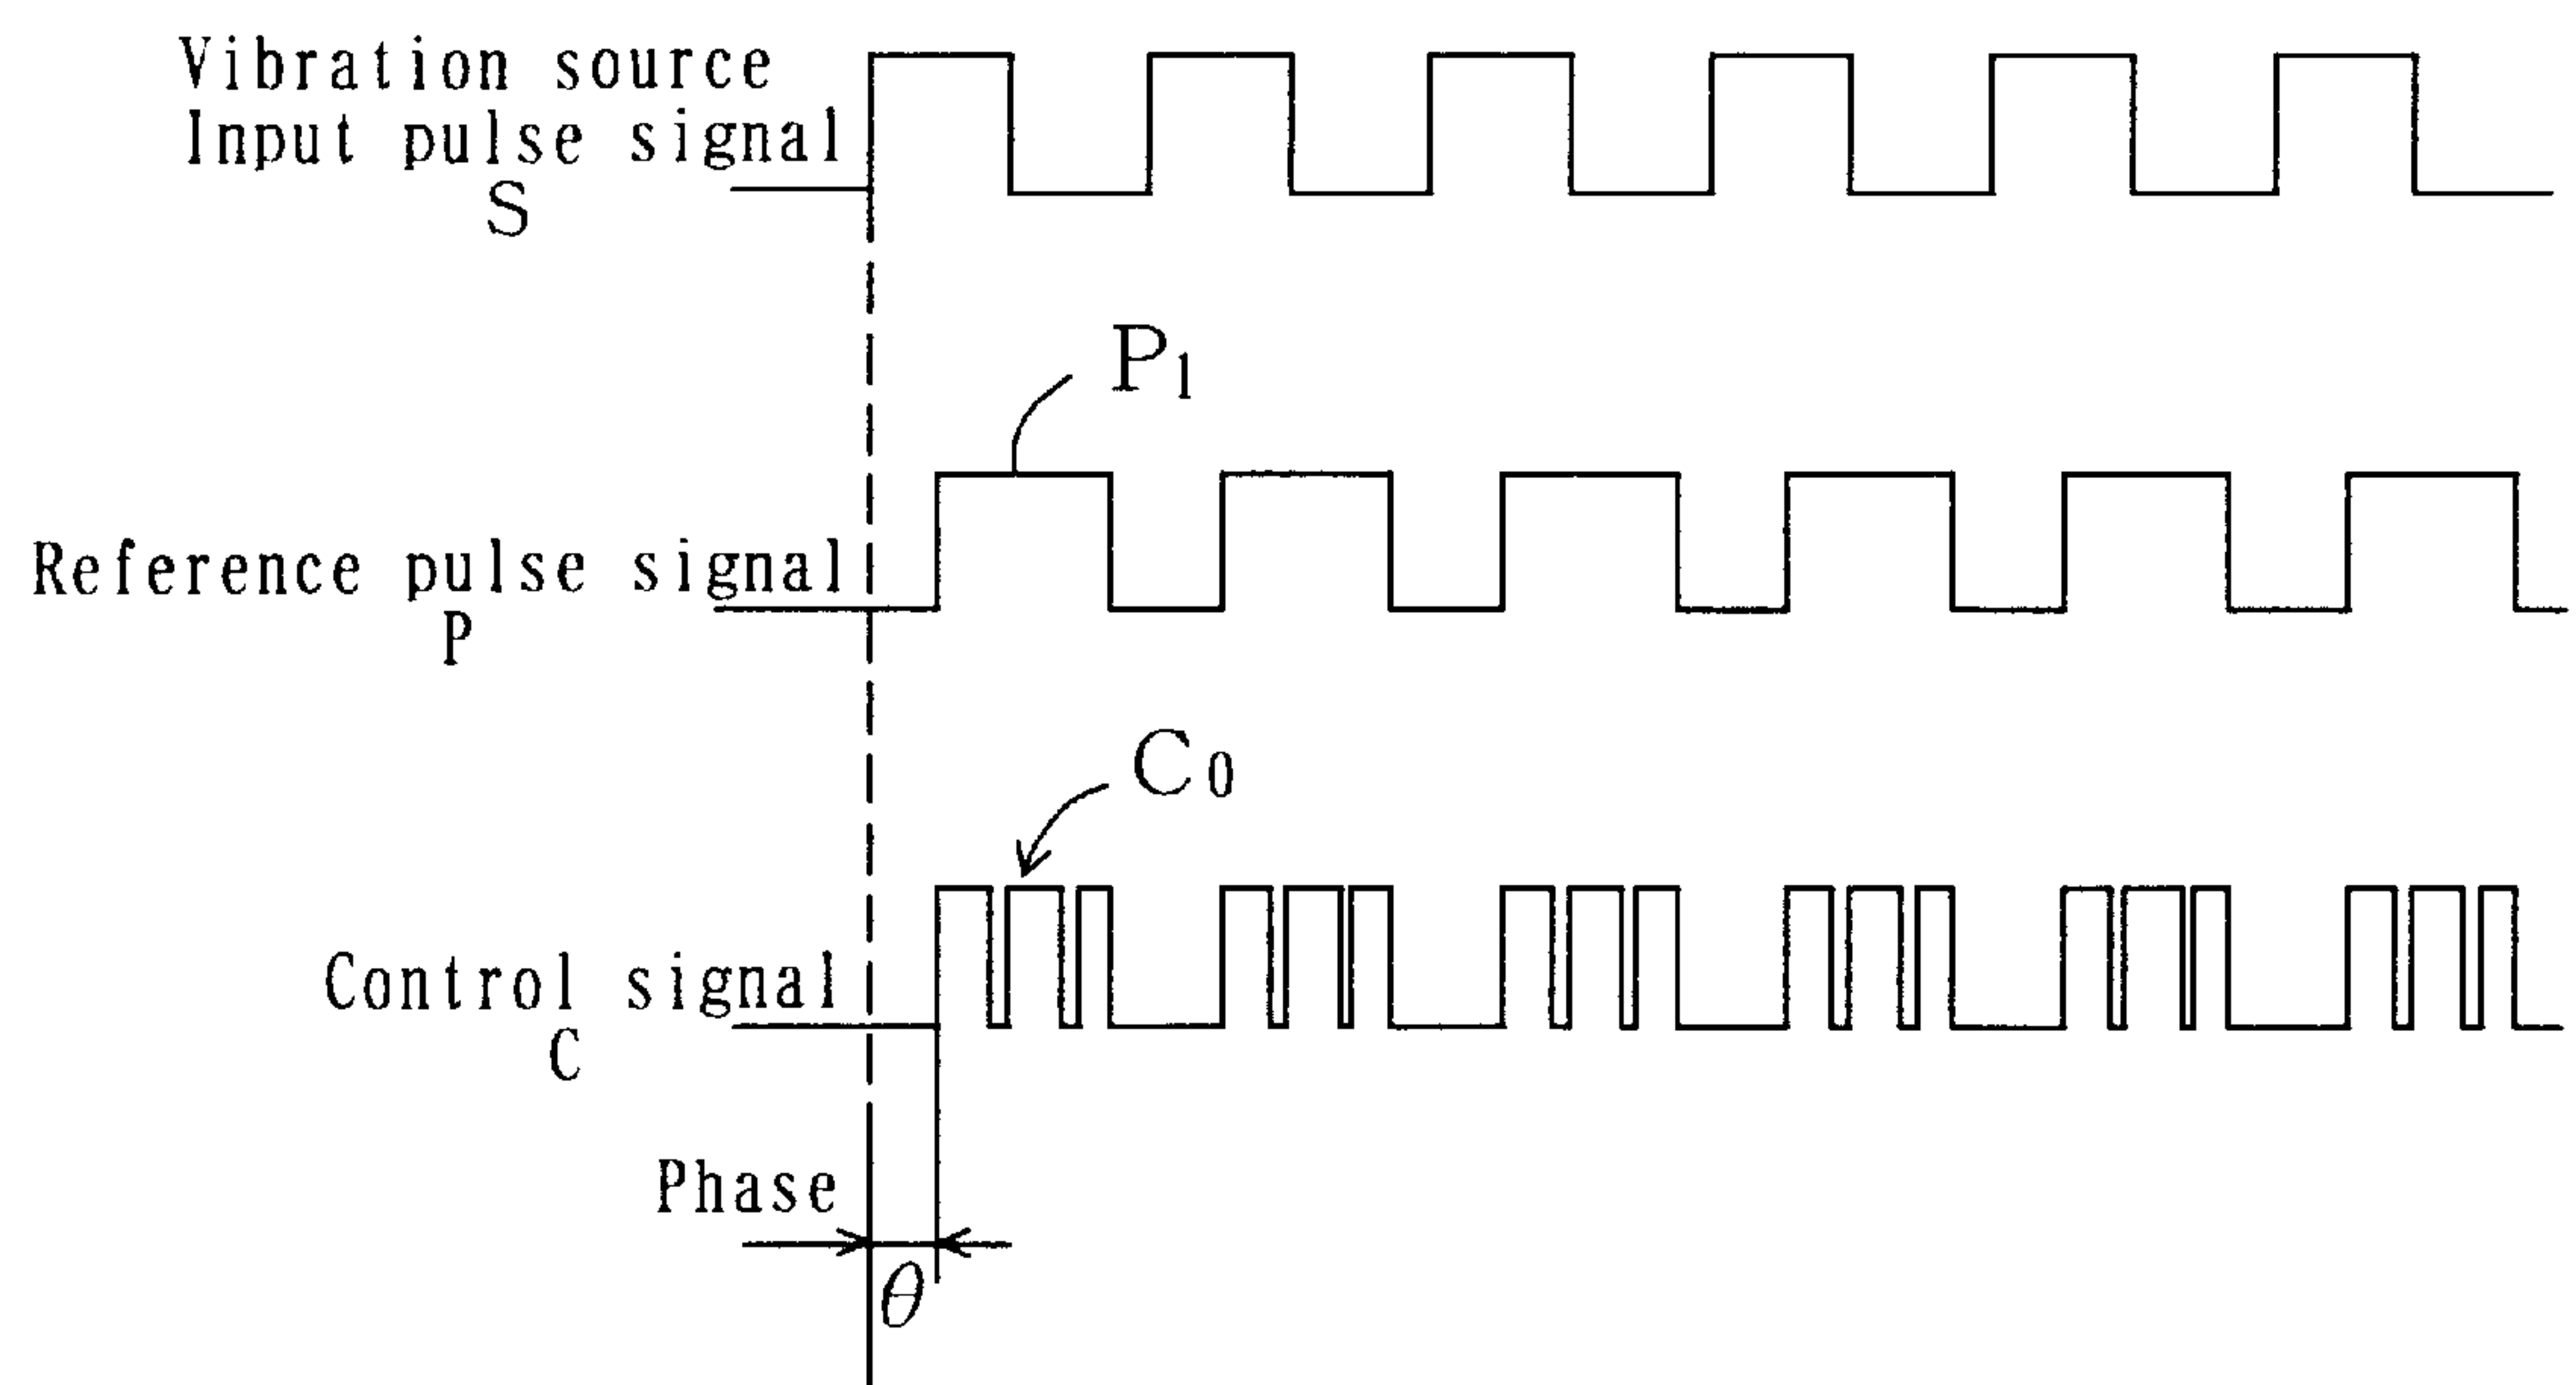 Vibration source
Input pulse signal
S
P1
Reference pulse signal
P
C0
Control signal
C
Phase
θ